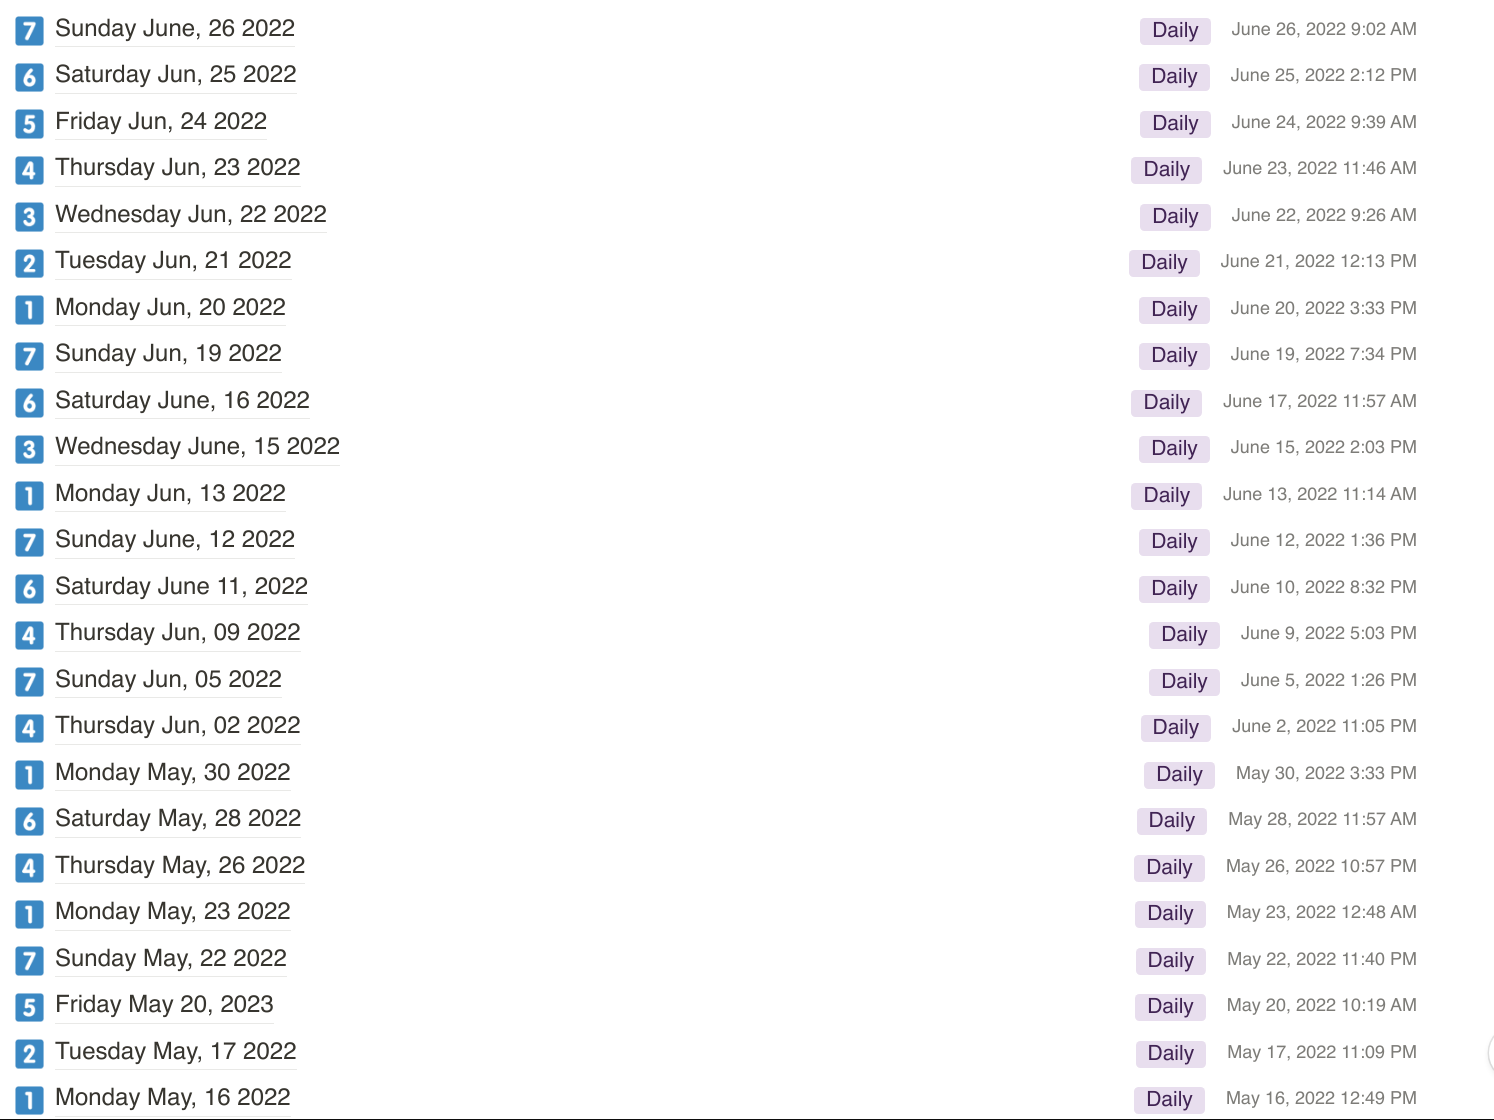 7 Sunday June, 26 2022 Daily June 26, 2022 9:02 AM
6 Saturday Jun, 25 2022 Daily June 25, 2022 2:12 PM
5 Friday Jun, 24 2022 Daily June 24, 2022 9:39 AM
4 Thursday Jun, 23 2022 Daily June 23, 2022 11:46 AM
3 Wednesday Jun, 22 2022 Daily June 22, 2022 9:26 AM
2 Tuesday Jun, 21 2022 Daily June 21, 2022 12:13 PM
1 Monday Jun, 20 2022 Daily June 20, 2022 3:33 PM
7 Sunday Jun, 19 2022 Daily June 19, 2022 7:34 PM
6 Saturday June, 16 2022 Daily June 17, 2022 11:57 AM
3 Wednesday June, 15 2022 Daily June 15, 2022 2:03 PM
1 Monday Jun, 13 2022 Daily June 13, 2022 11:14 AM
7 Sunday June, 12 2022 Daily June 12, 2022 1:36 PM
6 Saturday June 11, 2022 Daily June 10, 2022 8:32 PM
4 Thursday Jun, 09 2022 Daily June 9, 2022 5:03 PM
7 Sunday Jun, 05 2022 Daily June 5, 2022 1:26 PM
4 Thursday Jun, 02 2022 Daily June 2, 2022 11:05 PM
1 Monday May, 30 2022 Daily May 30, 2022 3:33 PM
6 Saturday May, 28 2022 Daily May 28, 2022 11:57 AM
4 Thursday May, 26 2022 Daily May 26, 2022 10:57 PM
1 Monday May, 23 2022 Daily May 23, 2022 12:48 AM
7 Sunday May, 22 2022 Daily May 22, 2022 11:40 PM
5 Friday May 20, 2023 Daily May 20, 2022 10:19 AM
2 Tuesday May, 17 2022 Daily May 17, 2022 11:09 PM
1 Monday May, 16 2022 Daily May 16, 2022 12:49 PM